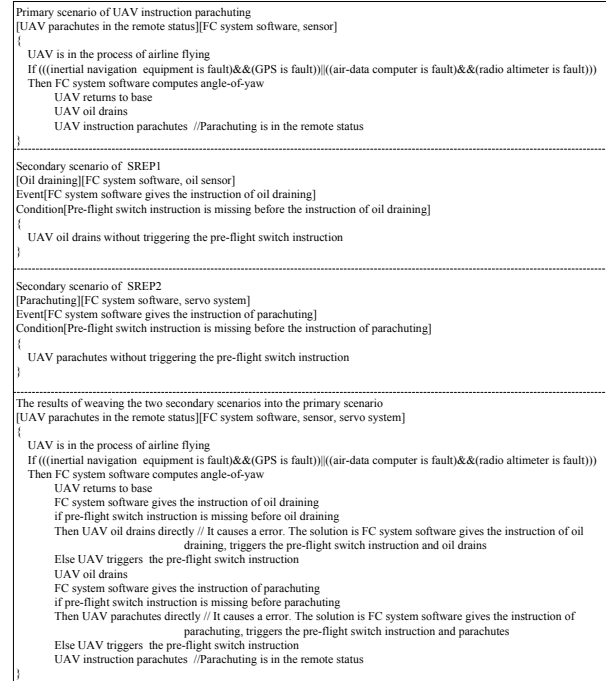 Primary scenario of UAV instruction parachuting
[UAV parachutes in the remote status][FC system software, sensor]
{
UAV is in the process of airline flying
If (((inertial navigation equipment is fault)&&(GPS is fault))||((air-data computer is fault)&&(radio altimeter is fault)))
Then FC system software computes angle-of-yaw
UAV returns to base
UAV oil drains
UAV instruction parachutes //Parachuting is in the remote status
}
Secondary scenario of SREP1
[Oil draining][FC system software, oil sensor]
Event[FC system software gives the instruction of oil draining]
Condition[Pre-flight switch instruction is missing before the instruction of oil draining]
{
UAV oil drains without triggering the pre-flight switch instruction
}
Secondary scenario of SREP2
[Parachuting][FC system software, servo system]
Event[FC system software gives the instruction of parachuting]
Condition[Pre-flight switch instruction is missing before the instruction of parachuting]
{
UAV parachutes without triggering the pre-flight switch instruction
}
The results of weaving the two secondary scenarios into the primary scenario
[UAV parachutes in the remote status][FC system software, sensor, servo system]
{
UAV is in the process of airline flying
If (((inertial navigation equipment is fault)&&(GPS is fault))||((air-data computer is fault)&&(radio altimeter is fault)))
Then FC system software computes angle-of-yaw
UAV returns to base
FC system software gives the instruction of oil draining
if pre-flight switch instruction is missing before oil draining
Then UAV oil drains directly // It causes a error. The solution is FC system software gives the instruction of oil
draining, triggers the pre-flight switch instruction and oil drains
Else UAV triggers the pre-flight switch instruction
UAV oil drains
FC system software gives the instruction of parachuting
if pre-flight switch instruction is missing before parachuting
Then UAV parachutes directly // It causes a error. The solution is FC system software gives the instruction of
parachuting, triggers the pre-flight switch instruction and parachutes
Else UAV triggers the pre-flight switch instruction
UAV instruction parachutes //Parachuting is in the remote status
}